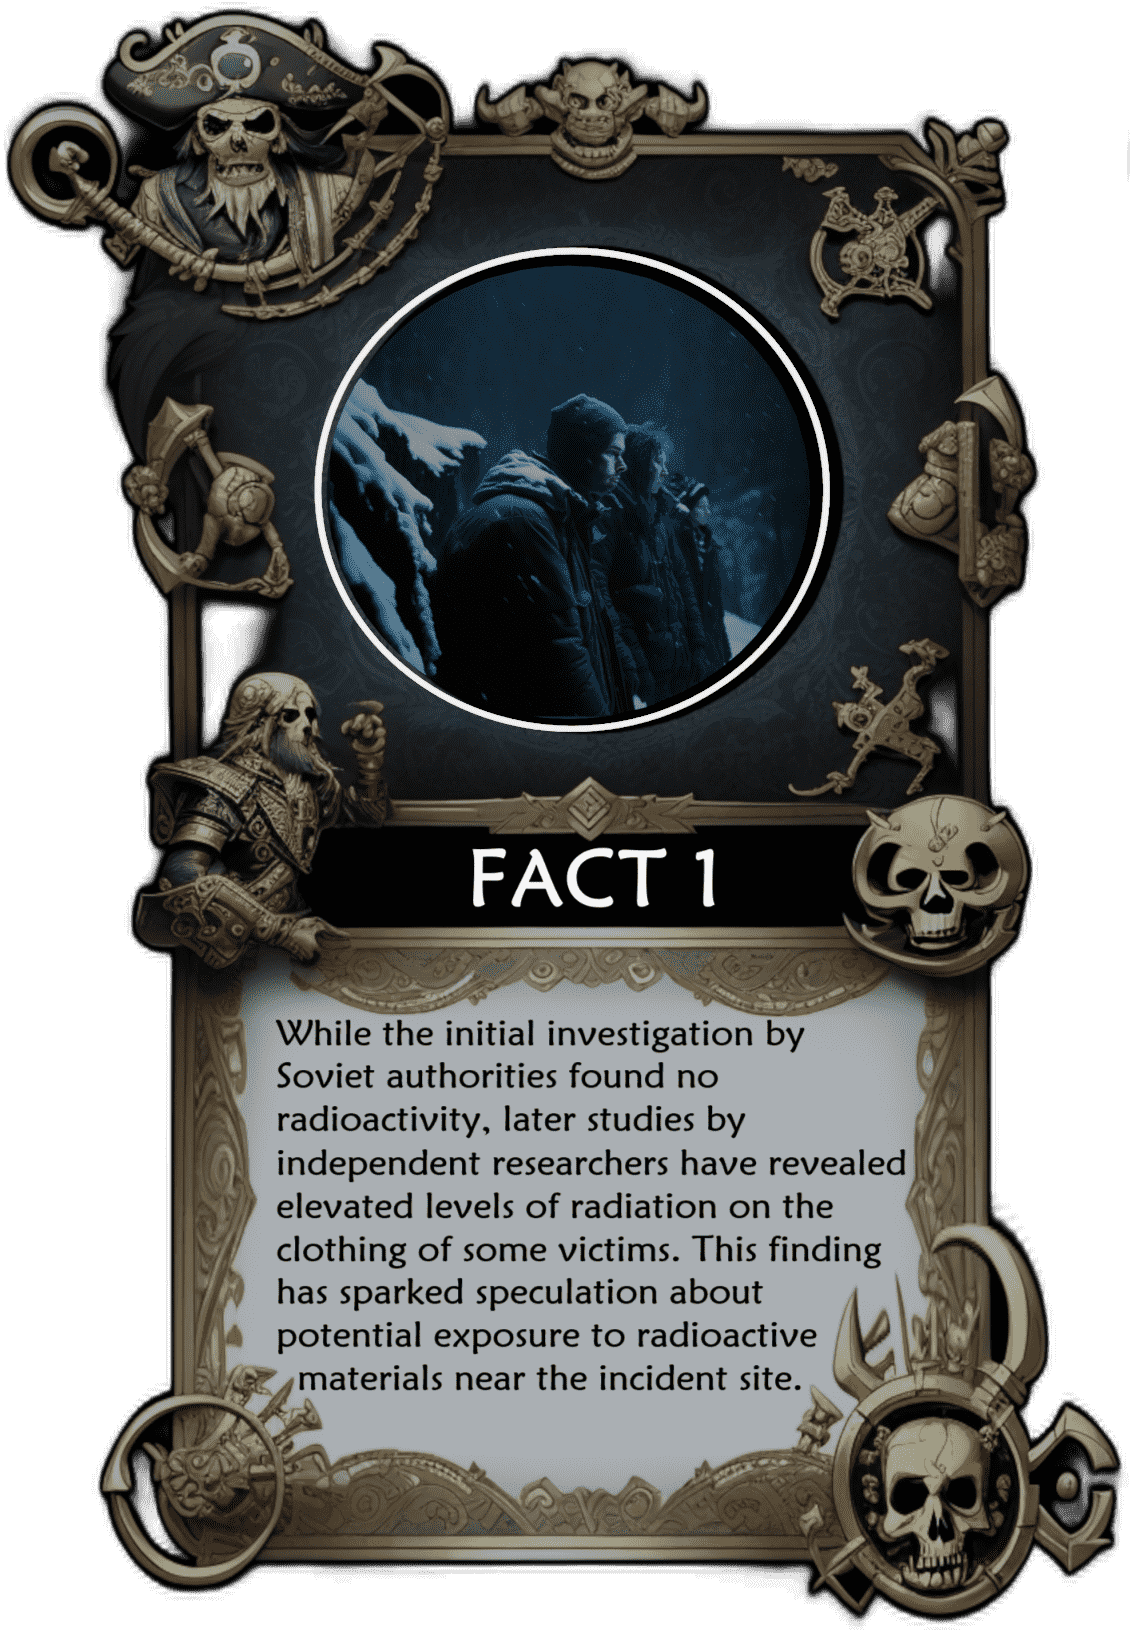 FACT 1
While the initial investigation by
Soviet authorities found no
radioactivity, later studies by
independent researchers have revealed
elevated levels of radiation on the
clothing of some victims. This finding
has sparked speculation about
potential exposure to radioactive
materials near the incident site.